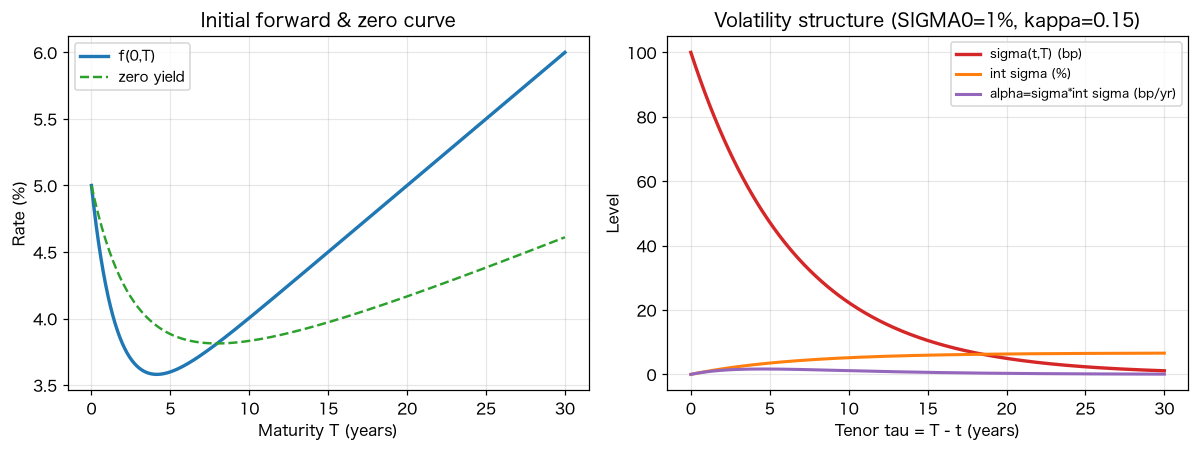 Initial forward & zero curve
Rate (%)
6.0
5.5
5.0
4.5
4.0
3.5
f(0,T)
zero yield
0 5 10 15 20 25 30
Maturity T (years)
Volatility structure (SIGMA0=1%, kappa=0.15)
Level
100
80
60
40
20
0
sigma(t,T) (bp)
int sigma (%)
alpha=sigma*int sigma (bp/yr)
0 5 10 15 20 25 30
Tenor tau = T - t (years)